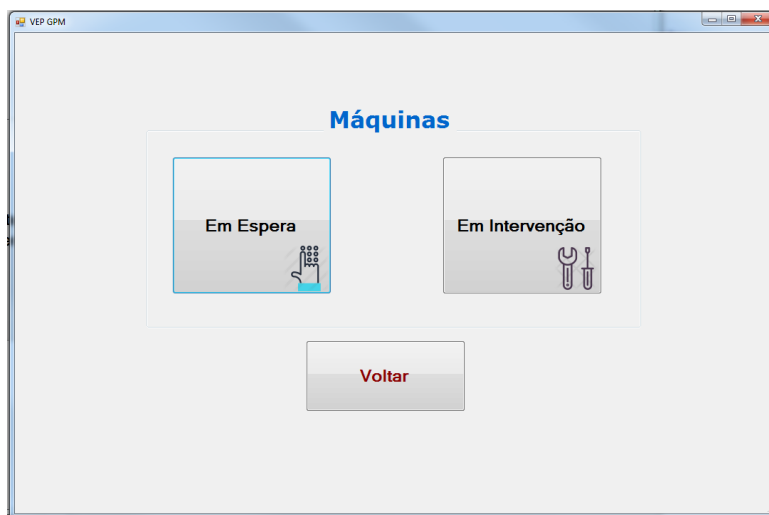 VEP GPM
Máquinas
Em Espera
Em Intervenção
Voltar